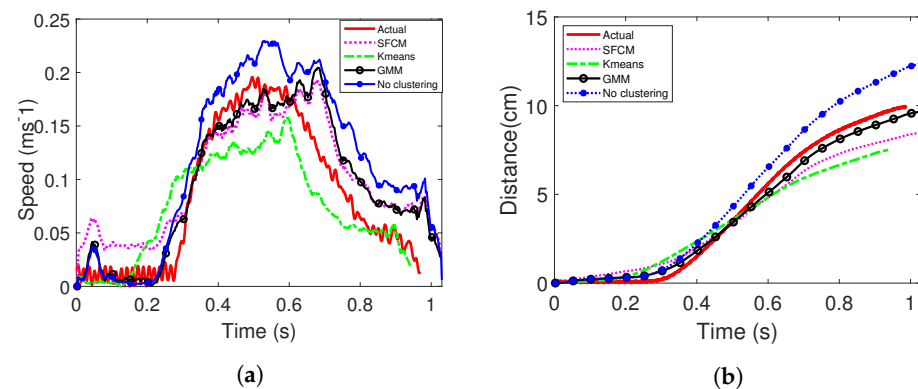 Actual
SFCM
Kmeans
GMM
No clustering
0.25
0.2
0.15
0.1
0.05
0
Speed (ms-1)
0 0.2 0.4 0.6 0.8 1
Time (s)
(a)
Actual
SFCM
Kmeans
GMM
No clustering
15
10
5
0
Distance(cm)
0 0.2 0.4 0.6 0.8 1
Time (s)
(b)